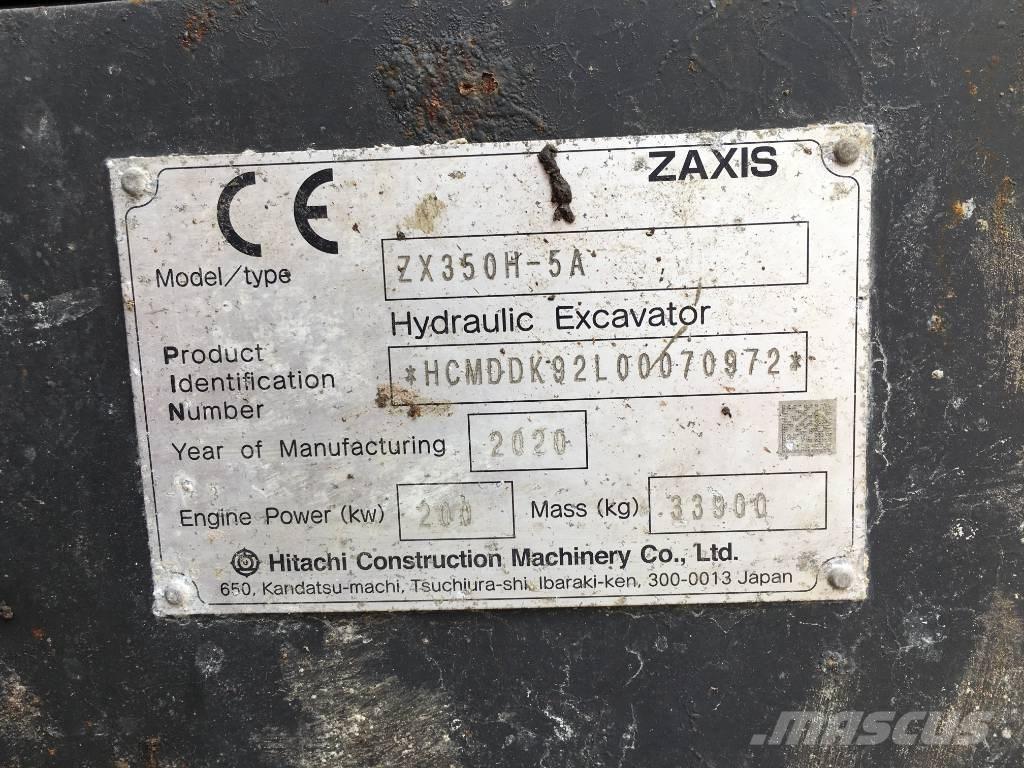 CE
ZAXIS
Model/type ZX350H-5A
Hydraulic Excavator
Product
Identification
Number
*HCMDDK92L00070972*
Year of Manufacturing 2020
Engine Power (kw) 200 Mass (kg) 33900
Hitachi Construction Machinery Co., Ltd.
650, Kandatsu-machi, Tsuchiura-shi, Ibaraki-ken, 300-0013 Japan
MASCUS